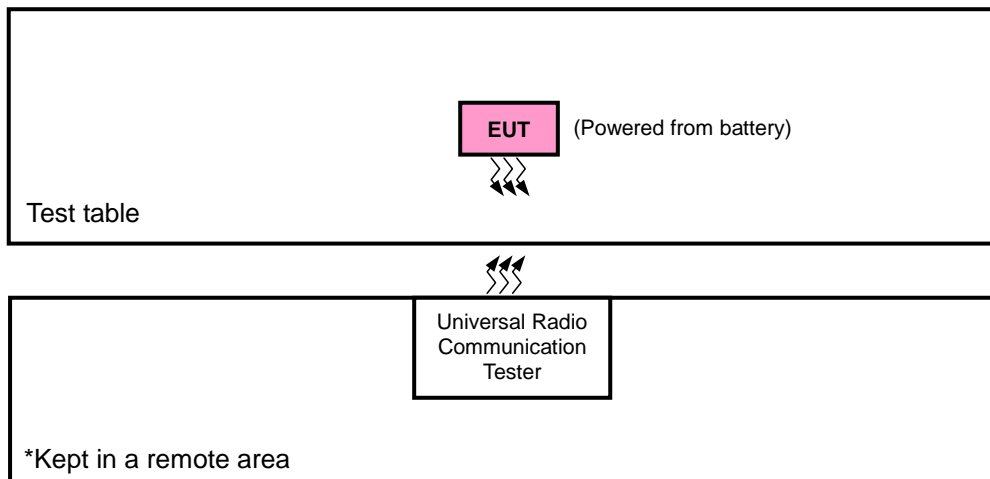 EUT
(Powered from battery)
Test table
Universal Radio
Communication
Tester
*Kept in a remote area